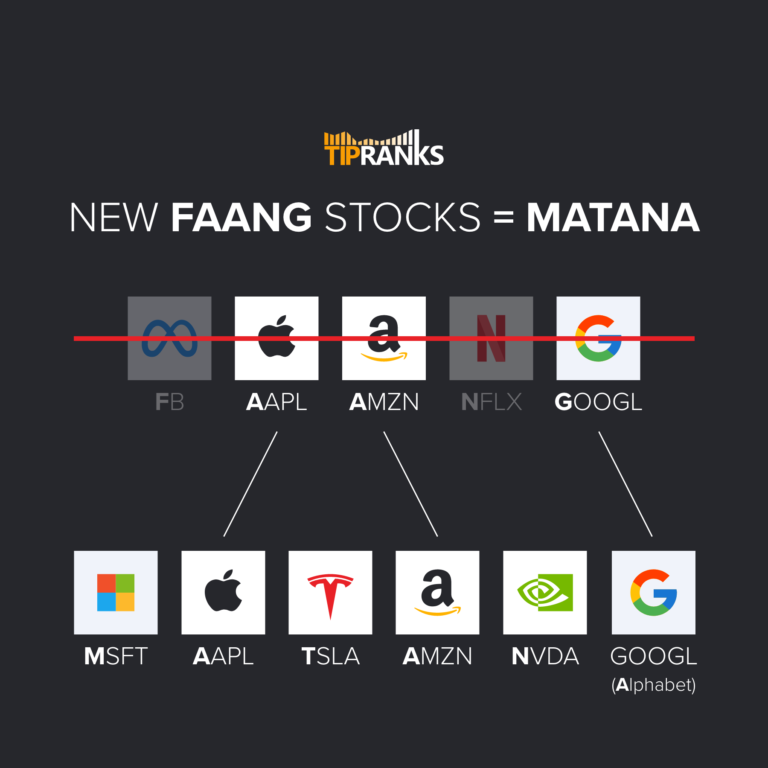 TIPRANKS
NEW FAANG STOCKS = MATANA
FB AAPL AMZN NFLX GOOGL
MSFT AAPL TSLA AMZN NVDA GOOGL
(Alphabet)